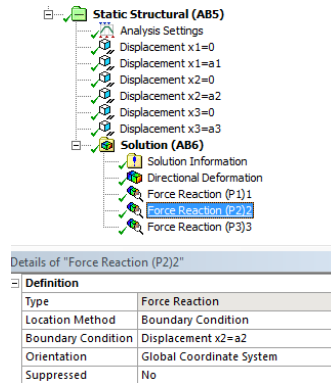 Static Structural (AB5)
Analysis Settings
Displacement x1=0
Displacement x1=a1
Displacement x2=0
Displacement x2=a2
Displacement x3=0
Displacement x3=a3
Solution (AB6)
Solution Information
Directional Deformation
Force Reaction (P1)1
Force Reaction (P2)2
Force Reaction (P3)3
Details of "Force Reaction (P2)2"
Definition
Type Force Reaction
Location Method Boundary Condition
Boundary Condition Displacement x2=a2
Orientation Global Coordinate System
Suppressed No